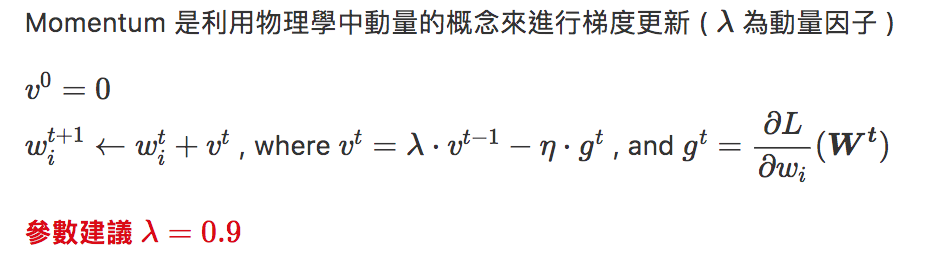 Momentum 是利用物理學中動量的概念來進行梯度更新 ( λ 為動量因子 )
v⁰ = 0
wᵢᵗ⁺¹ ← wᵢᵗ + vᵗ , where vᵗ = λ · vᵗ⁻¹ − η · gᵗ , and gᵗ = ∂L/∂wᵢ (𝑾ᵗ)
參數建議 λ = 0.9